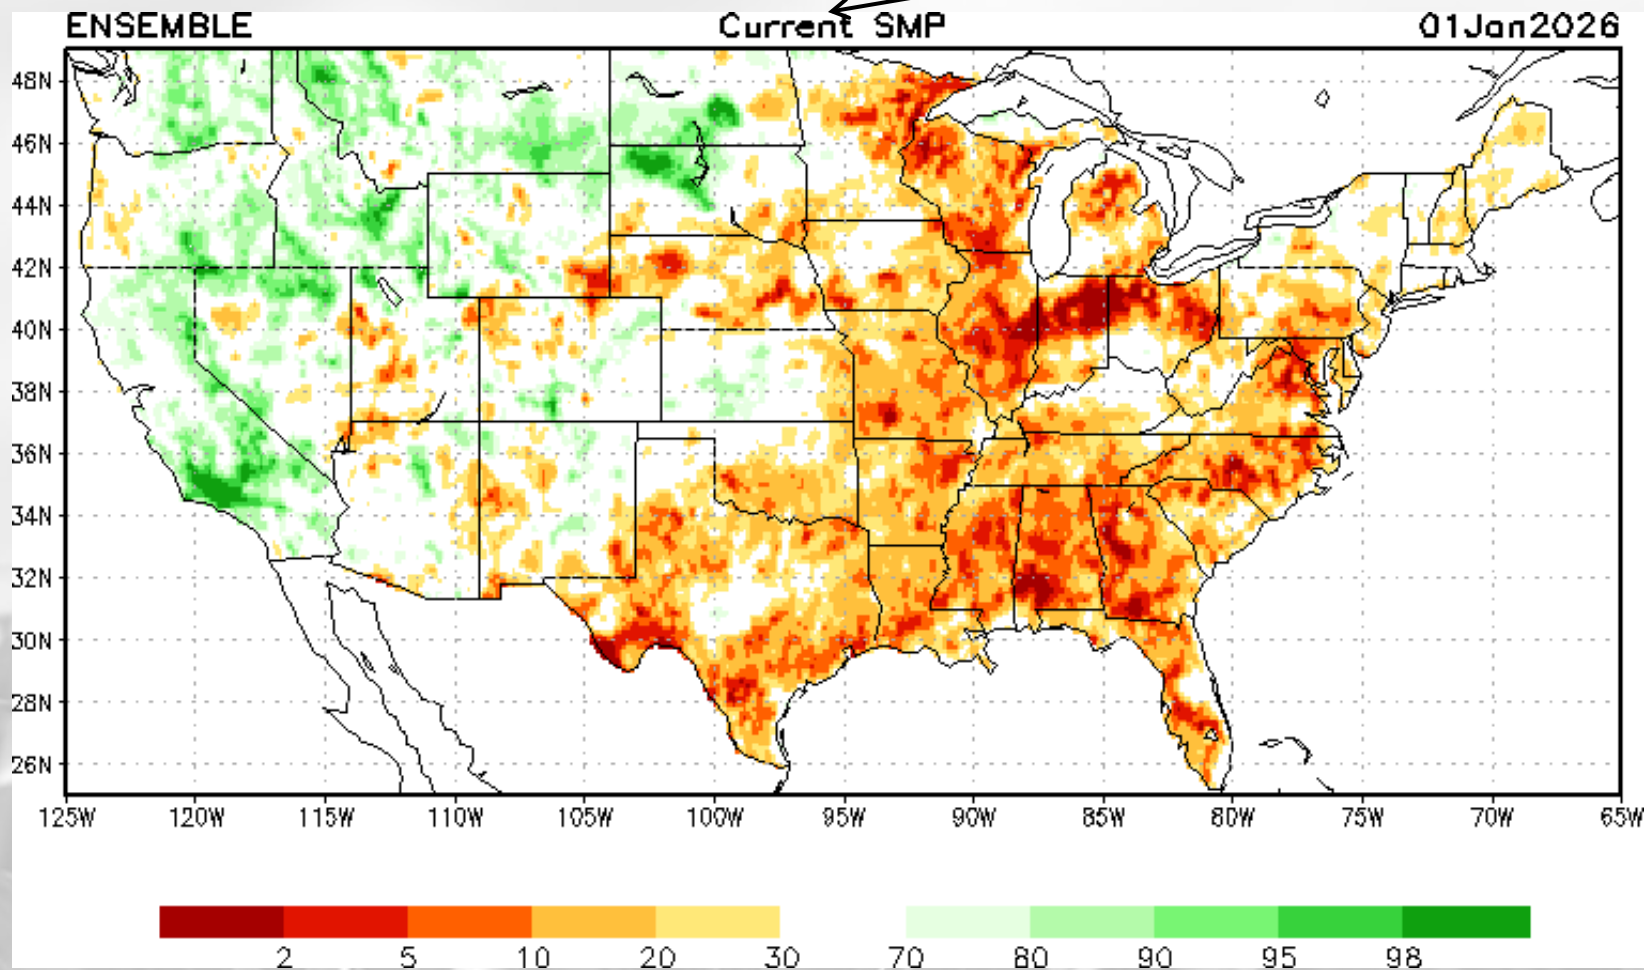 ENSEMBLE Current SMP 01Jan2026
48N
46N
44N
42N
40N
38N
36N
34N
32N
30N
28N
26N
125W 120W 115W 110W 105W 100W 95W 90W 85W 80W 75W 70W 65W
2 5 10 20 30 70 80 90 95 98